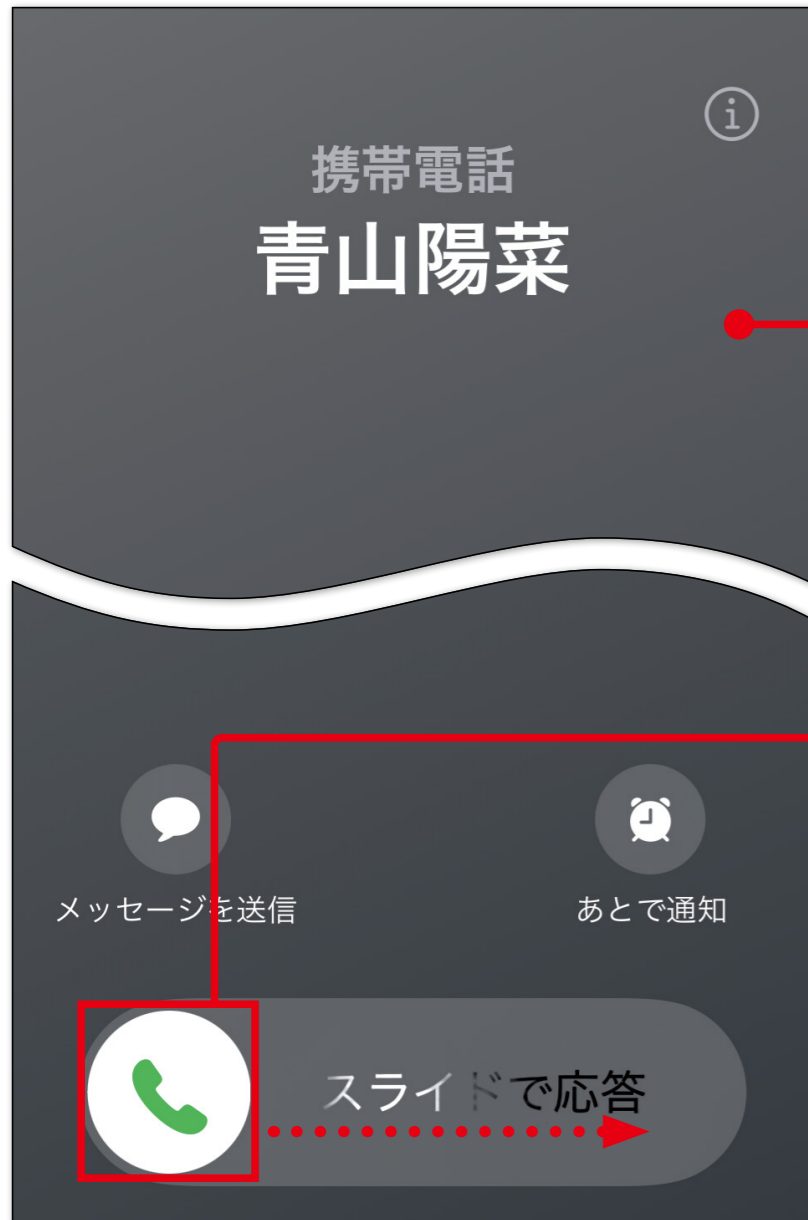 携帯電話
青山陽菜
メッセージを送信
あとで通知
スライドで応答